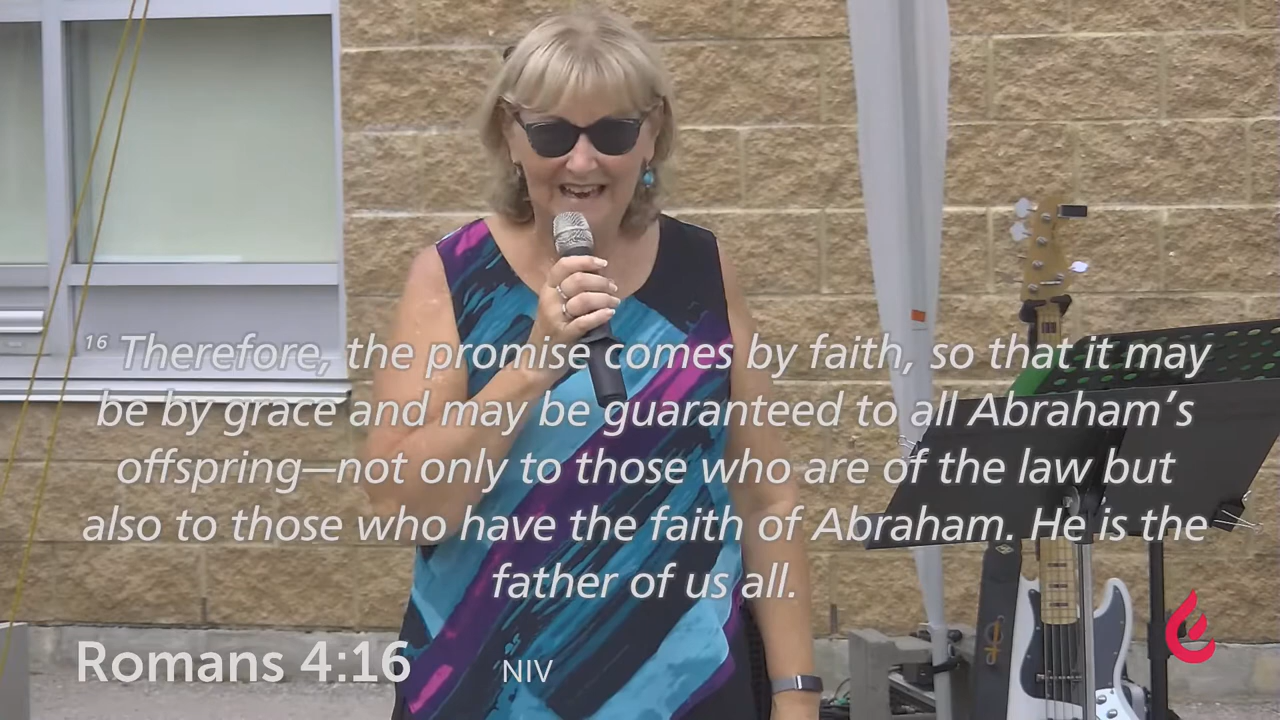 16 Therefore, the promise comes by faith, so that it may
be by grace and may be guaranteed to all Abraham’s
offspring—not only to those who are of the law but
also to those who have the faith of Abraham. He is the
father of us all.
Romans 4:16 NIV